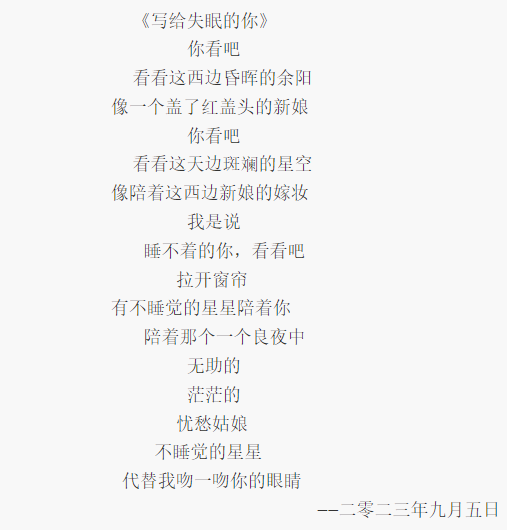 《写给失眠的你》
你看吧
看看这西边昏晖的余阳
像一个盖了红盖头的新娘
你看吧
看看这天边斑斓的星空
像陪着这西边新娘的嫁妆
我是说
睡不着的你，看看吧
拉开窗帘
有不睡觉的星星陪着你
陪着那个一个良夜中
无助的
茫茫的
忧愁姑娘
不睡觉的星星
代替我吻一吻你的眼睛
——二零二三年九月五日